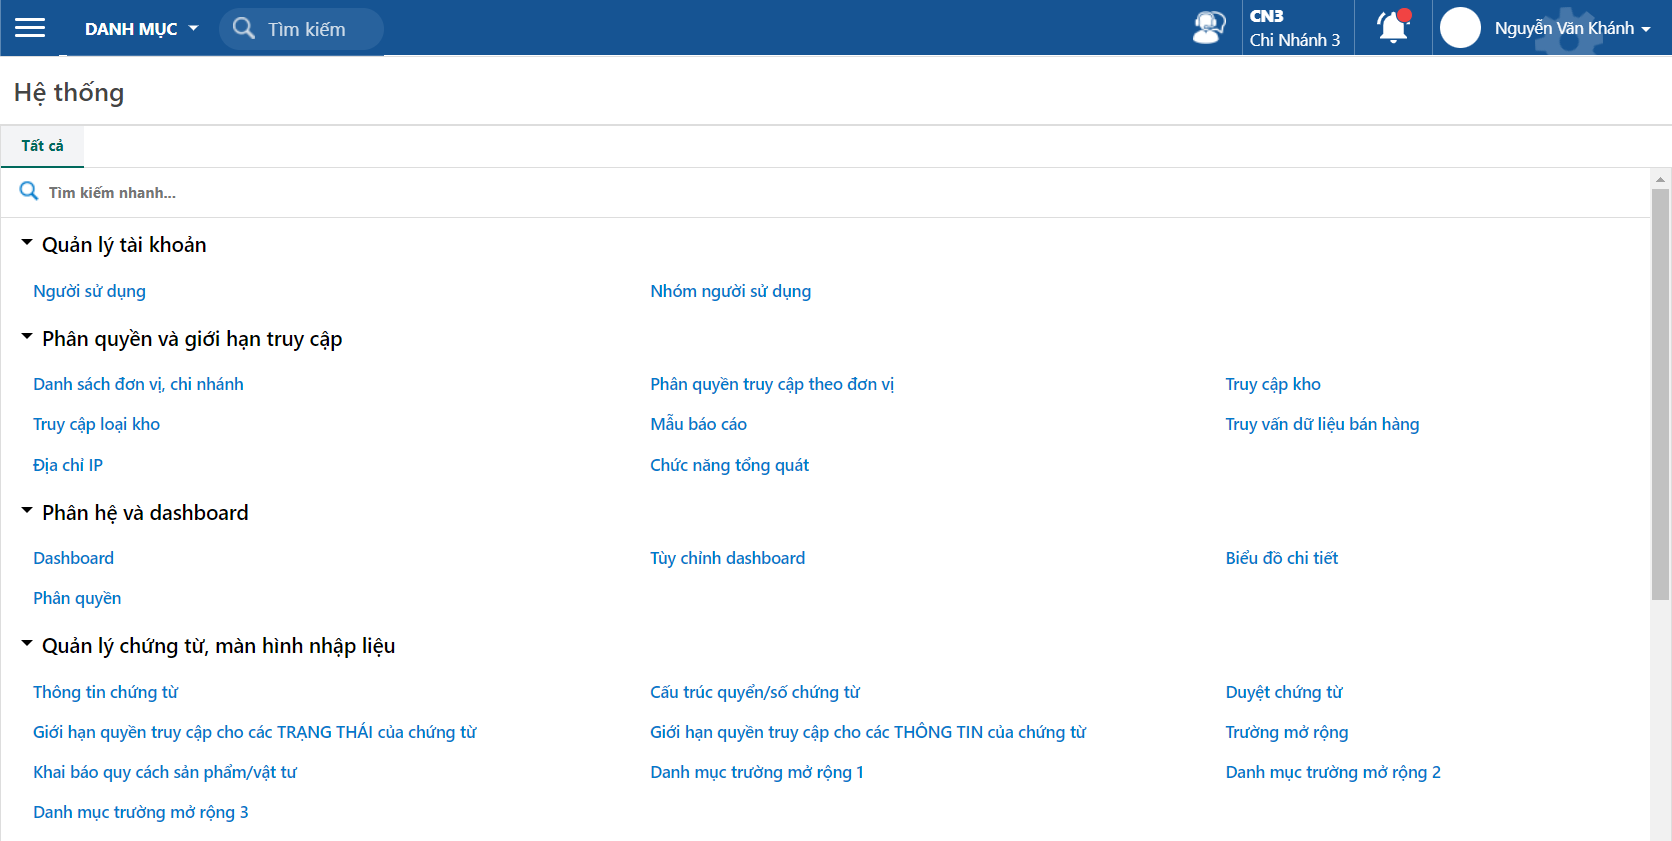 DANH MỤC
Tìm kiếm
CN3
Chi Nhánh 3
Nguyễn Văn Khánh
Hệ thống
Tất cả
Tìm kiếm nhanh...
Quản lý tài khoản
Người sử dụng
Nhóm người sử dụng
Phân quyền và giới hạn truy cập
Danh sách đơn vị, chi nhánh
Phân quyền truy cập theo đơn vị
Truy cập kho
Truy cập loại kho
Mẫu báo cáo
Truy vấn dữ liệu bán hàng
Địa chỉ IP
Chức năng tổng quát
Phân hệ và dashboard
Dashboard
Tùy chỉnh dashboard
Biểu đồ chi tiết
Phân quyền
Quản lý chứng từ, màn hình nhập liệu
Thông tin chứng từ
Cấu trúc quyển/số chứng từ
Duyệt chứng từ
Giới hạn quyền truy cập cho các TRẠNG THÁI của chứng từ
Giới hạn quyền truy cập cho các THÔNG TIN của chứng từ
Trường mở rộng
Khai báo quy cách sản phẩm/vật tư
Danh mục trường mở rộng 1
Danh mục trường mở rộng 2
Danh mục trường mở rộng 3